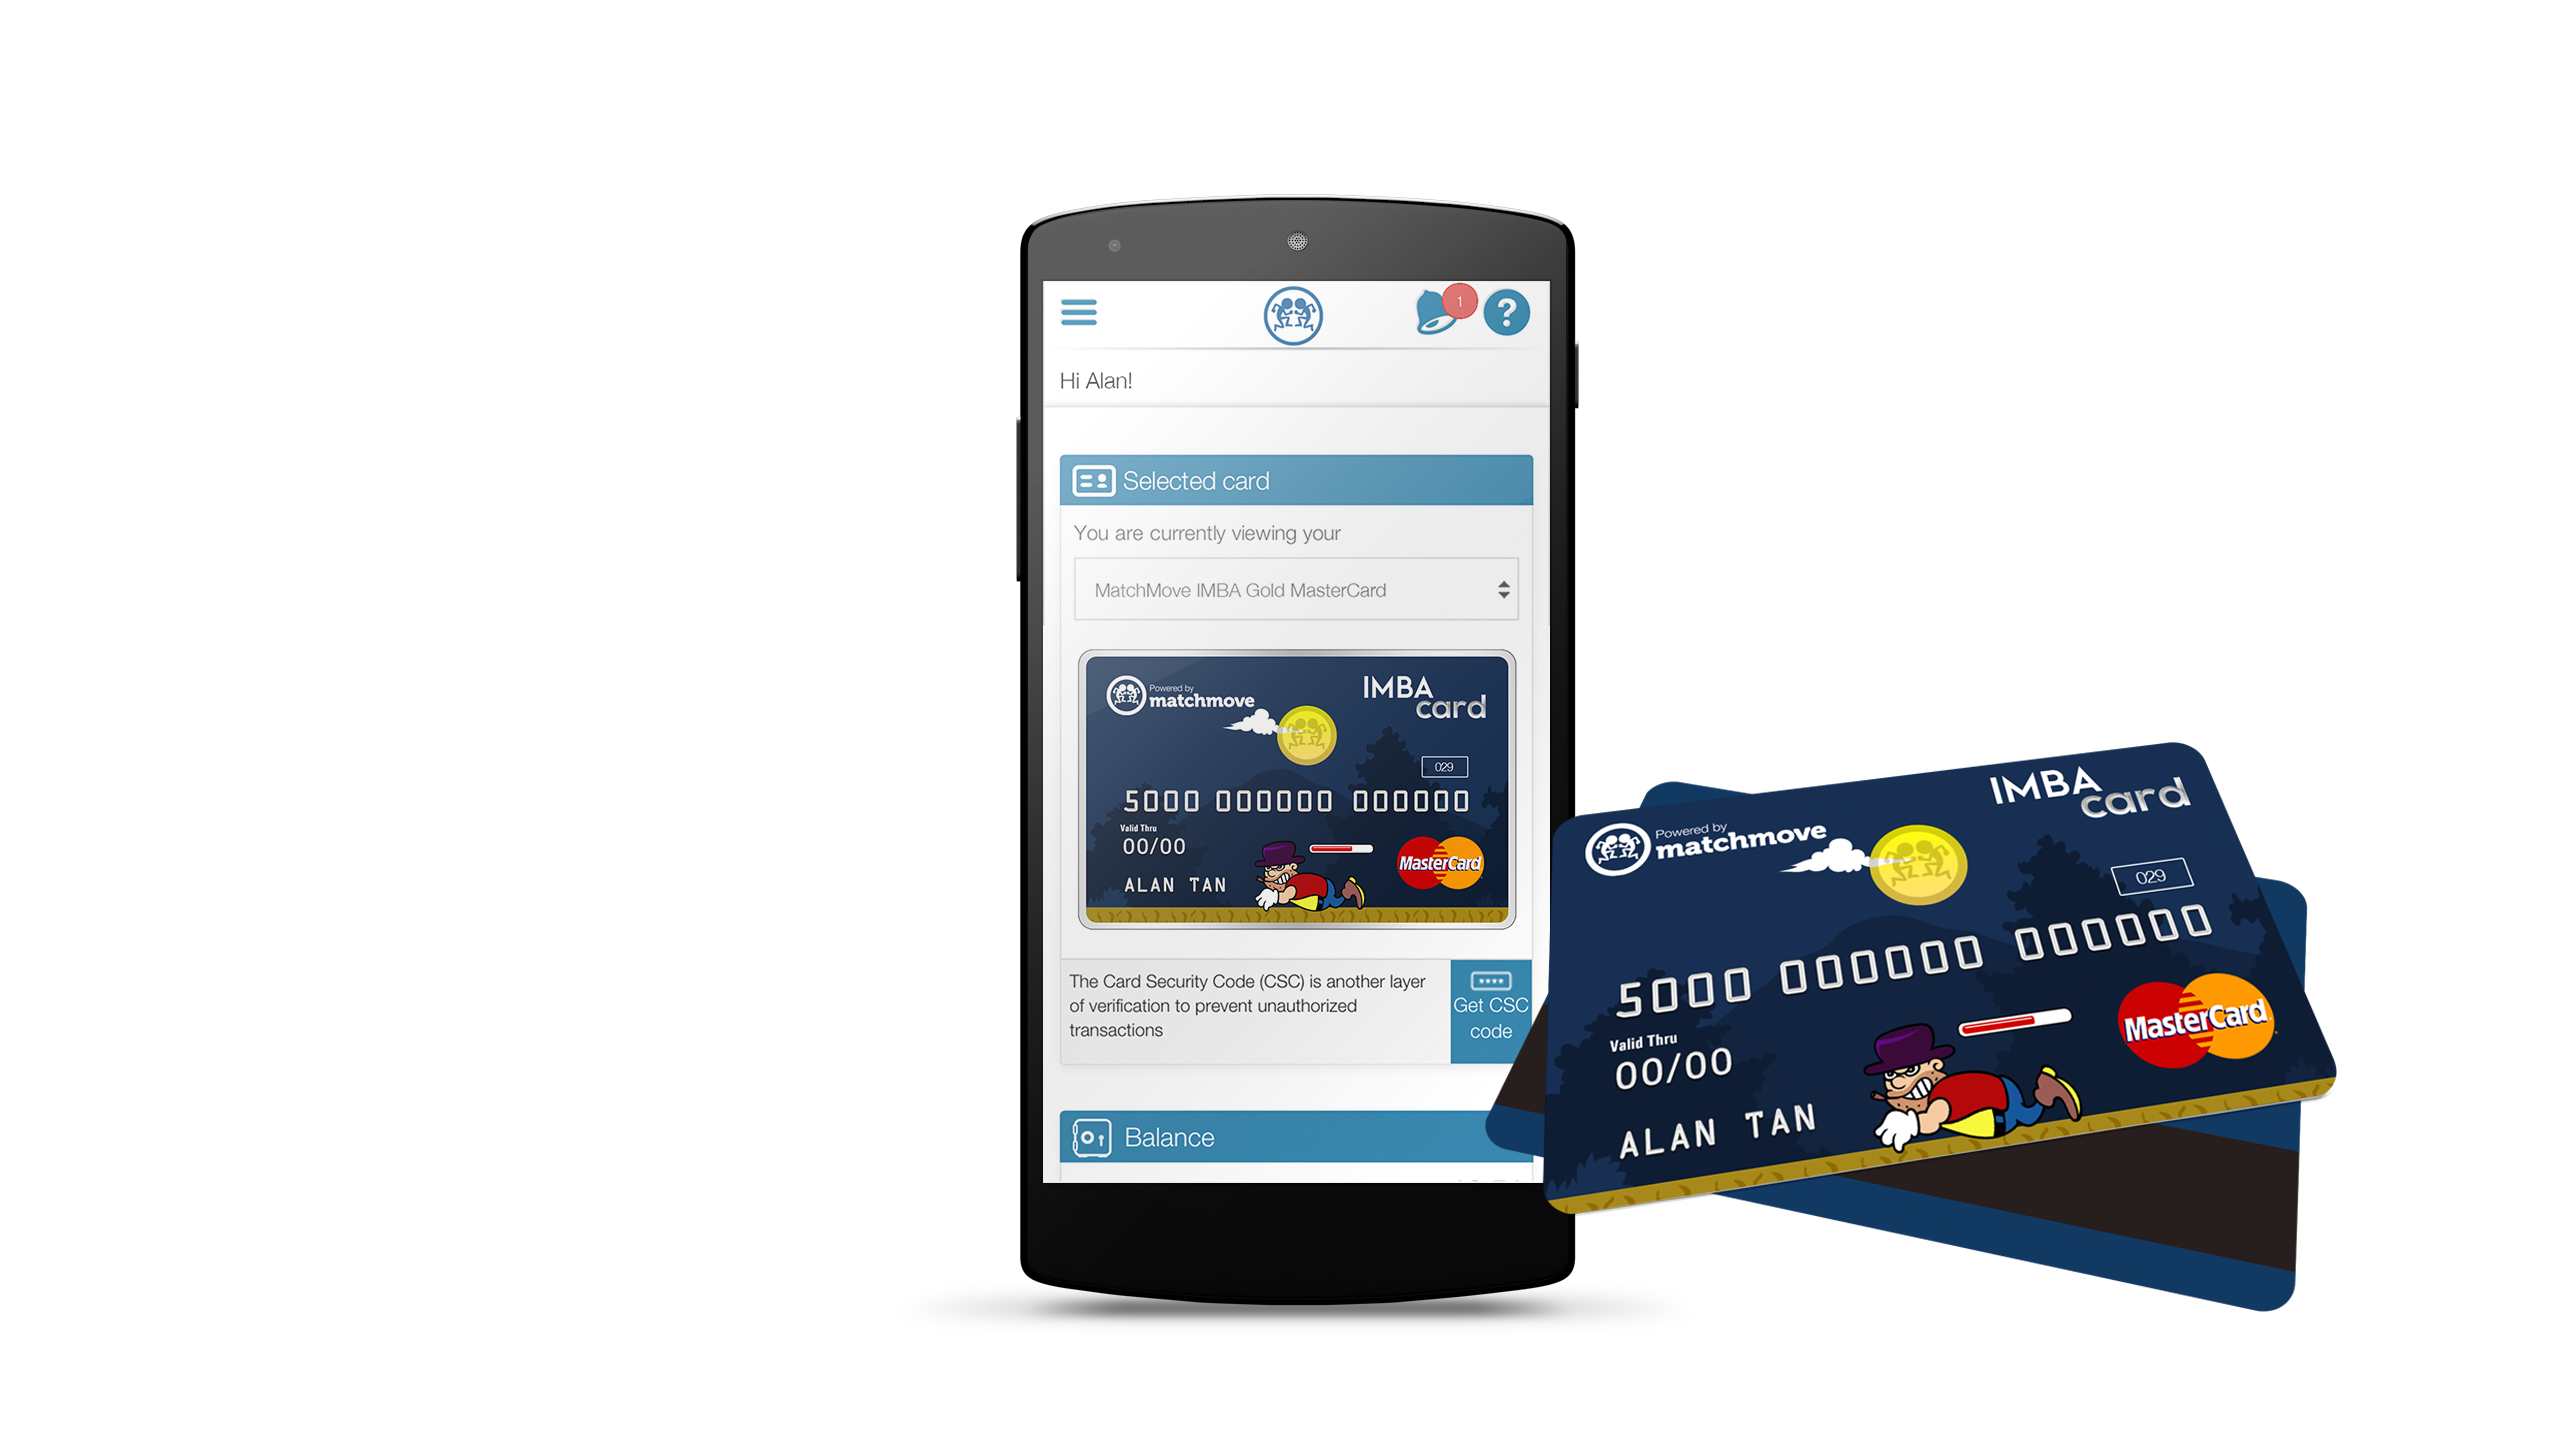 1
?
Hi Alan!
Selected card
You are currently viewing your
MatchMove IMBA Gold MasterCard
Powered by
matchmove
IMBA
card
029
5000 000000 000000
Valid Thru
00/00
ALAN TAN
MasterCard
The Card Security Code (CSC) is another layer
of verification to prevent unauthorized
transactions
Get CSC
code
Balance
IMBA
card
Powered by
matchmove
029
5000 000000 000000
Valid Thru
00/00
ALAN TAN
MasterCard